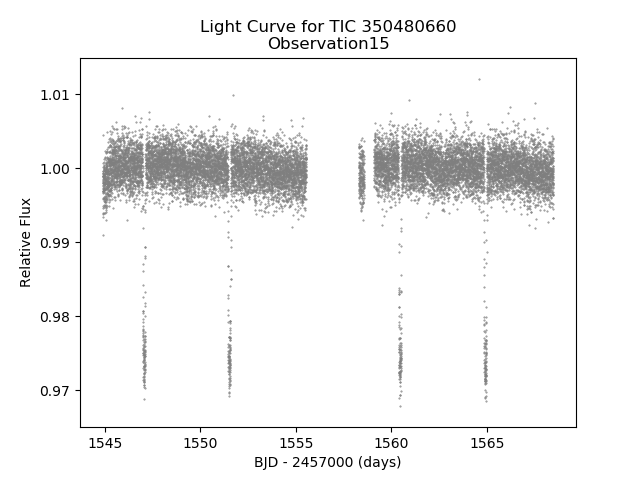 Light Curve for TIC 350480660
Observation15
1.01
1.00
0.99
0.98
0.97
Relative Flux
1545
1550
1555
1560
1565
BJD - 2457000 (days)